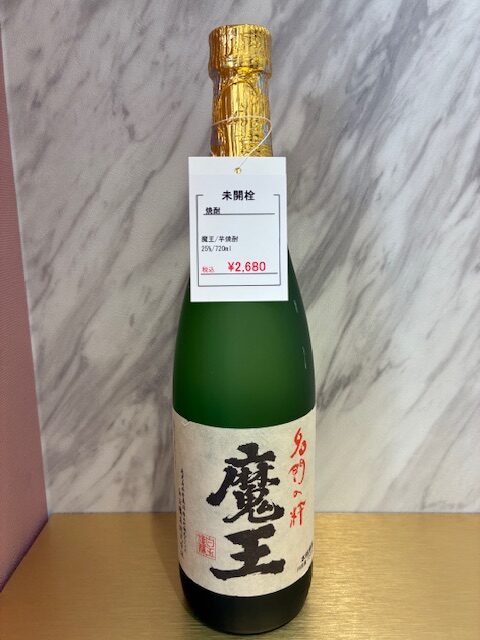 未開栓
焼酎
魔王/芋焼酎
25%/720ml
税込 ¥2,680
名門の粋
魔王